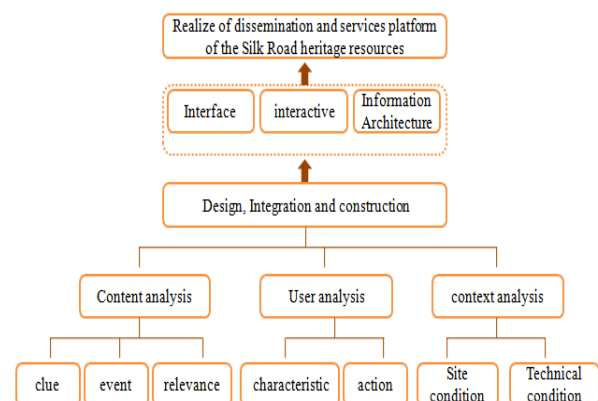 Realize of dissemination and services platform
of the Silk Road heritage resources
Interface
interactive
Information
Architecture
Design, Integration and construction
Content analysis
User analysis
context analysis
clue
event
relevance
characteristic
action
Site
condition
Technical
condition